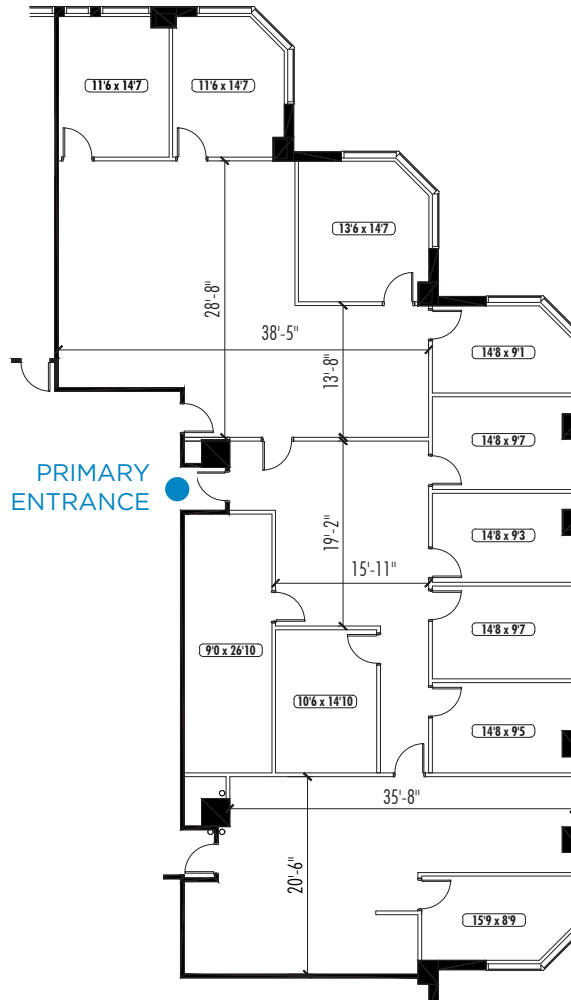 11'6 x 14'7
11'6 x 14'7
13'6 x 14'7
28'-8"
38'-5"
13'-8"
14'8 x 9'1
14'8 x 9'7
PRIMARY
ENTRANCE
19'-2"
14'8 x 9'3
15'-11"
14'8 x 9'7
9'0 x 26'10
10'6 x 14'10
14'8 x 9'5
35'-8"
20'-6"
15'9 x 8'9